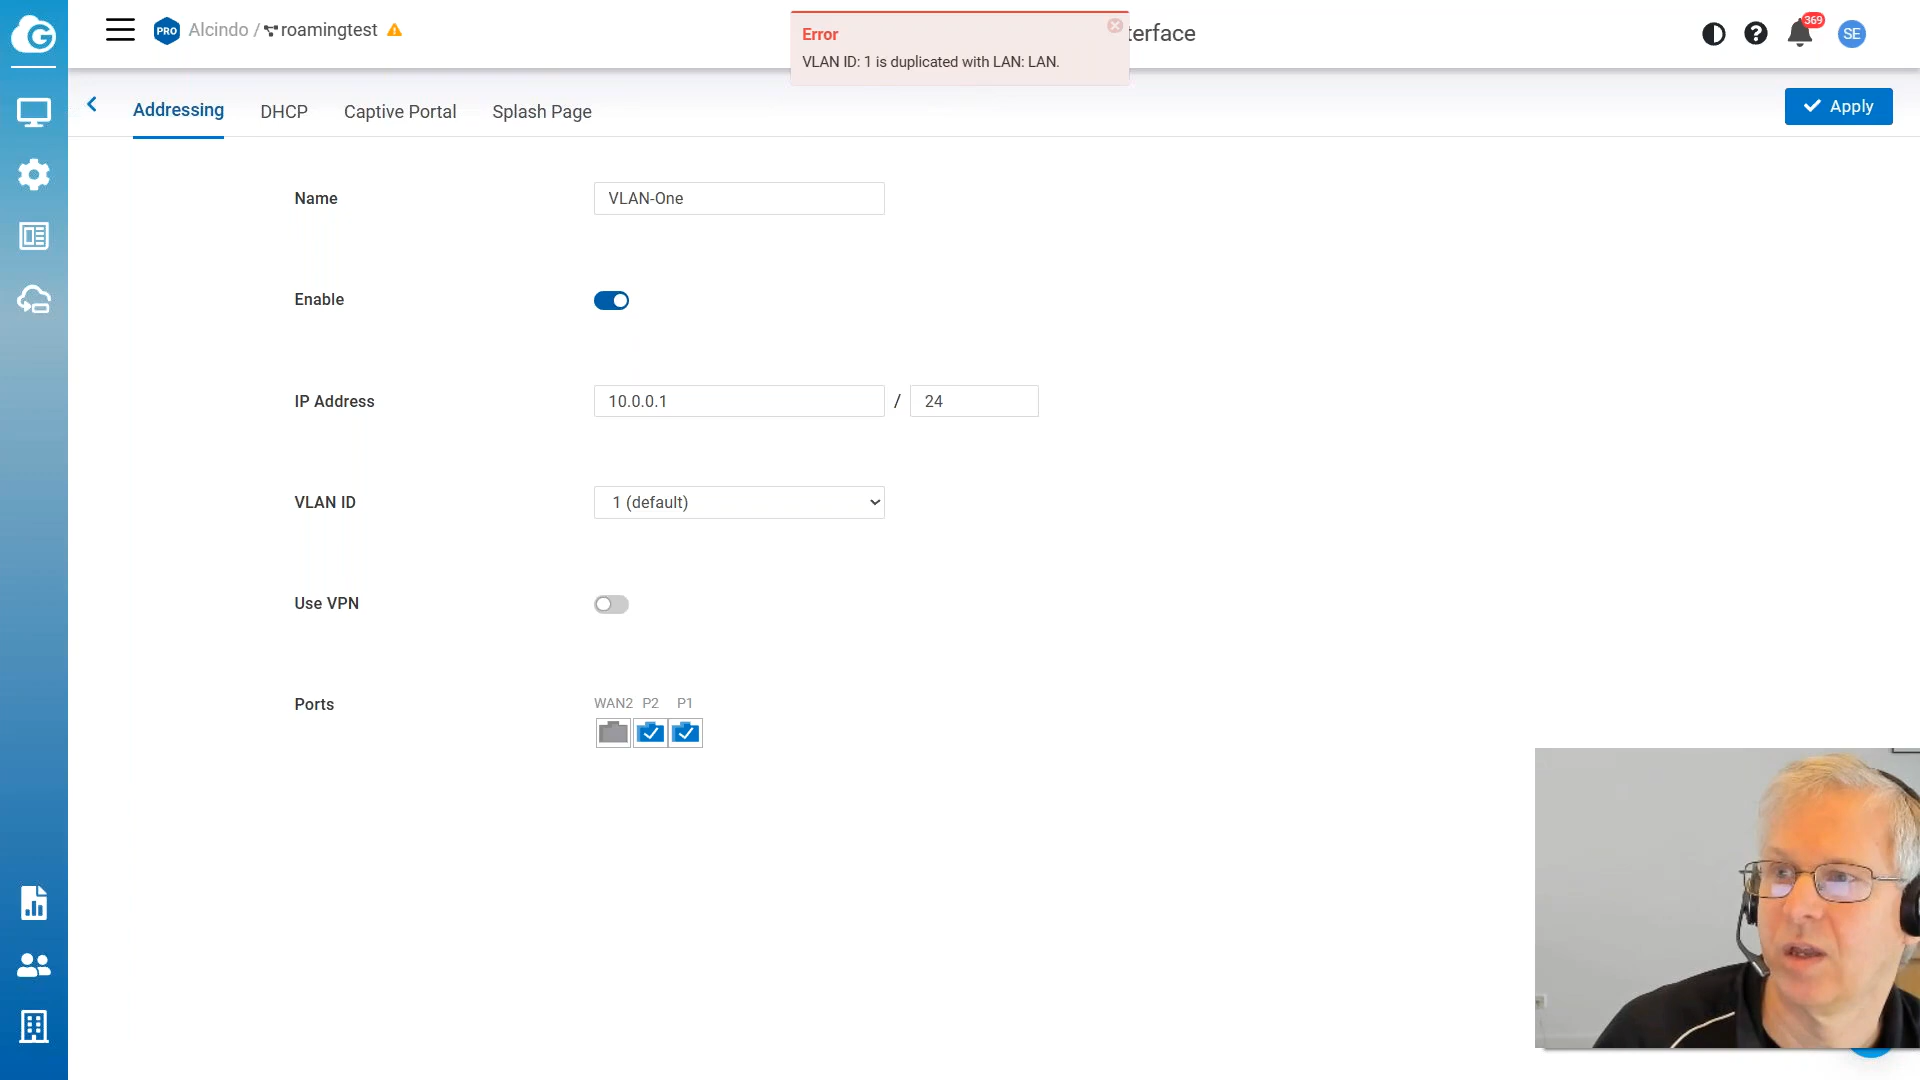 PRO Alcindo / roamingtest
Error
VLAN ID: 1 is duplicated with LAN: LAN.
terface
369
SE
Addressing
DHCP
Captive Portal
Splash Page
Apply
Name
VLAN-One
Enable
IP Address
10.0.0.1 / 24
VLAN ID
1 (default)
Use VPN
Ports
WAN2 P2 P1